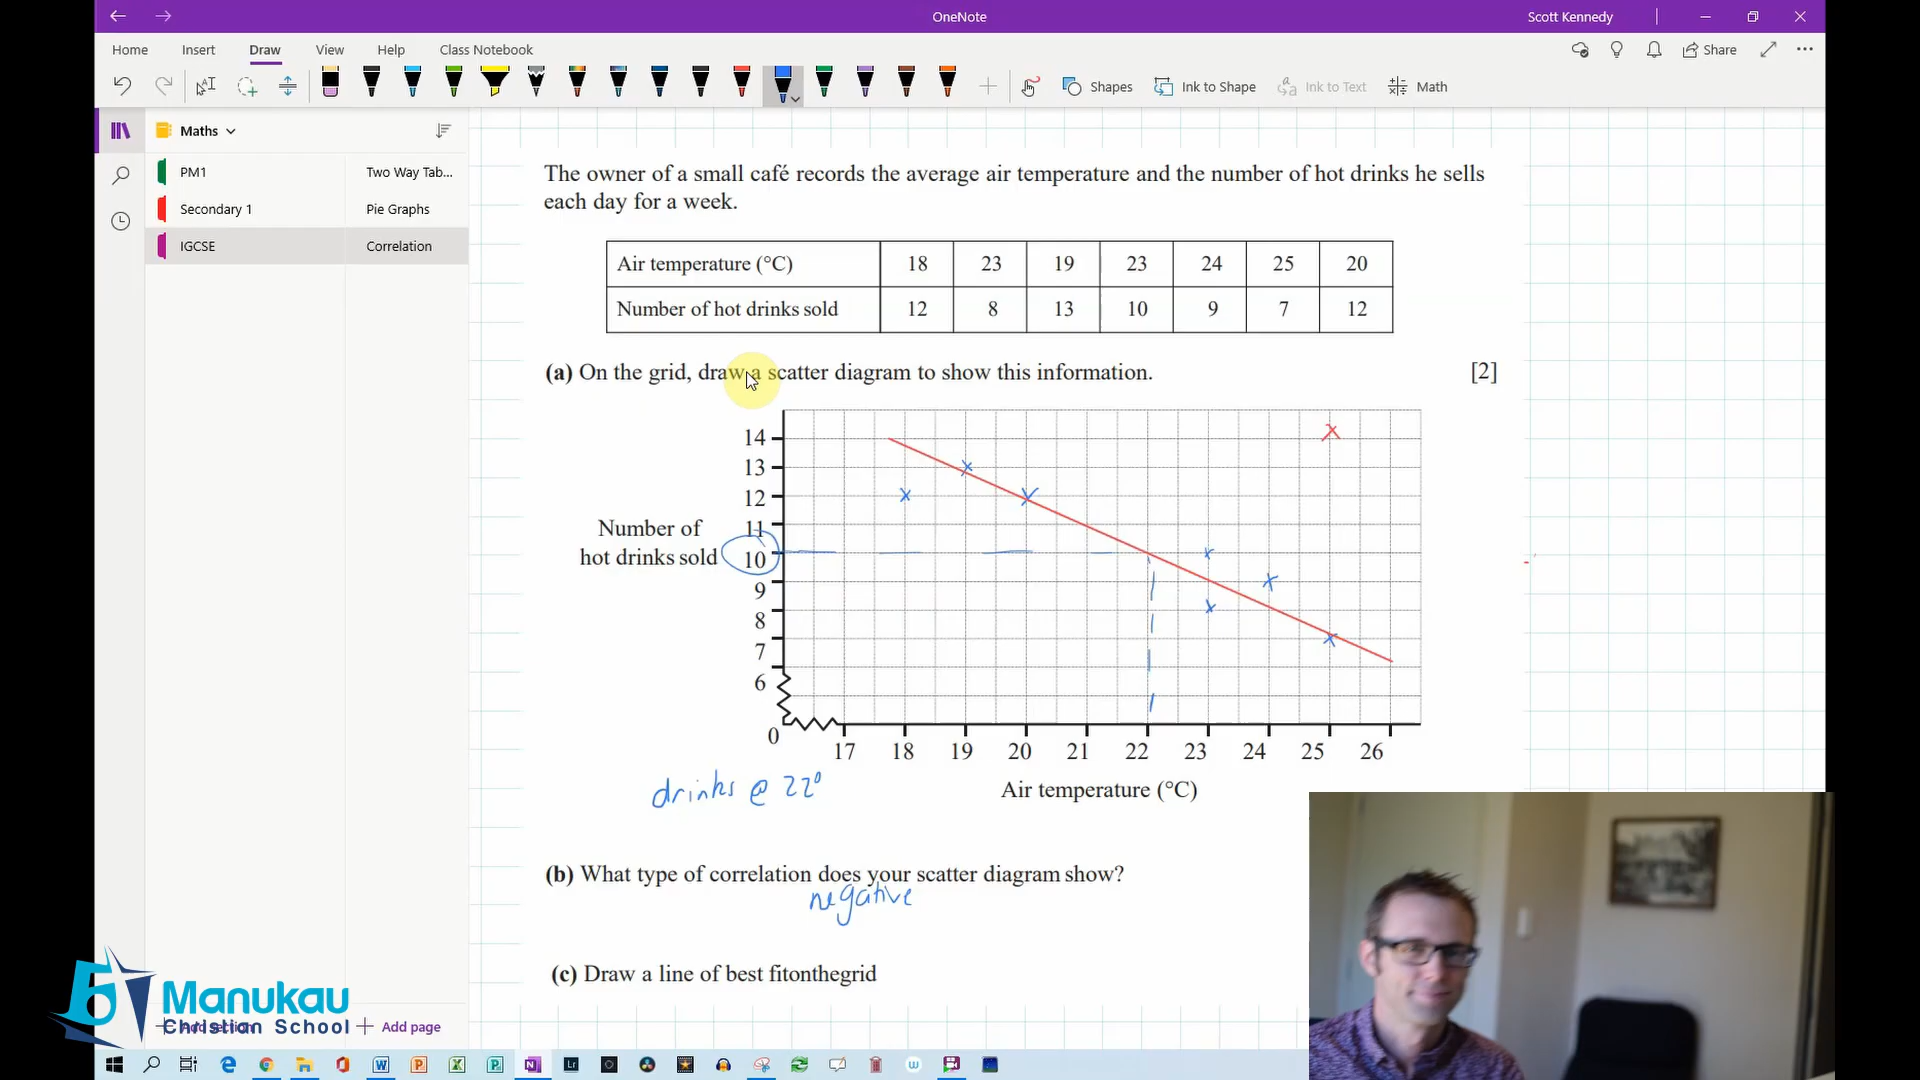 OneNote
Scott Kennedy
Home Insert Draw View Help Class Notebook
Share
Shapes Ink to Shape Ink to Text Math
Maths
PM1
Secondary 1
IGCSE
Two Way Tab...
Pie Graphs
Correlation
The owner of a small café records the average air temperature and the number of hot drinks he sells
each day for a week.
Air temperature (°C) 18 23 19 23 24 25 20
Number of hot drinks sold 12 8 13 10 9 7 12
(a) On the grid, draw a scatter diagram to show this information. [2]
14
13
12
11
10
9
8
7
6
0
Number of
hot drinks sold
17 18 19 20 21 22 23 24 25 26
Air temperature (°C)
drinks @ 22°
(b) What type of correlation does your scatter diagram show?
negative
(c) Draw a line of best fitonthegrid
Manukau
Christian School
Add section
Add page